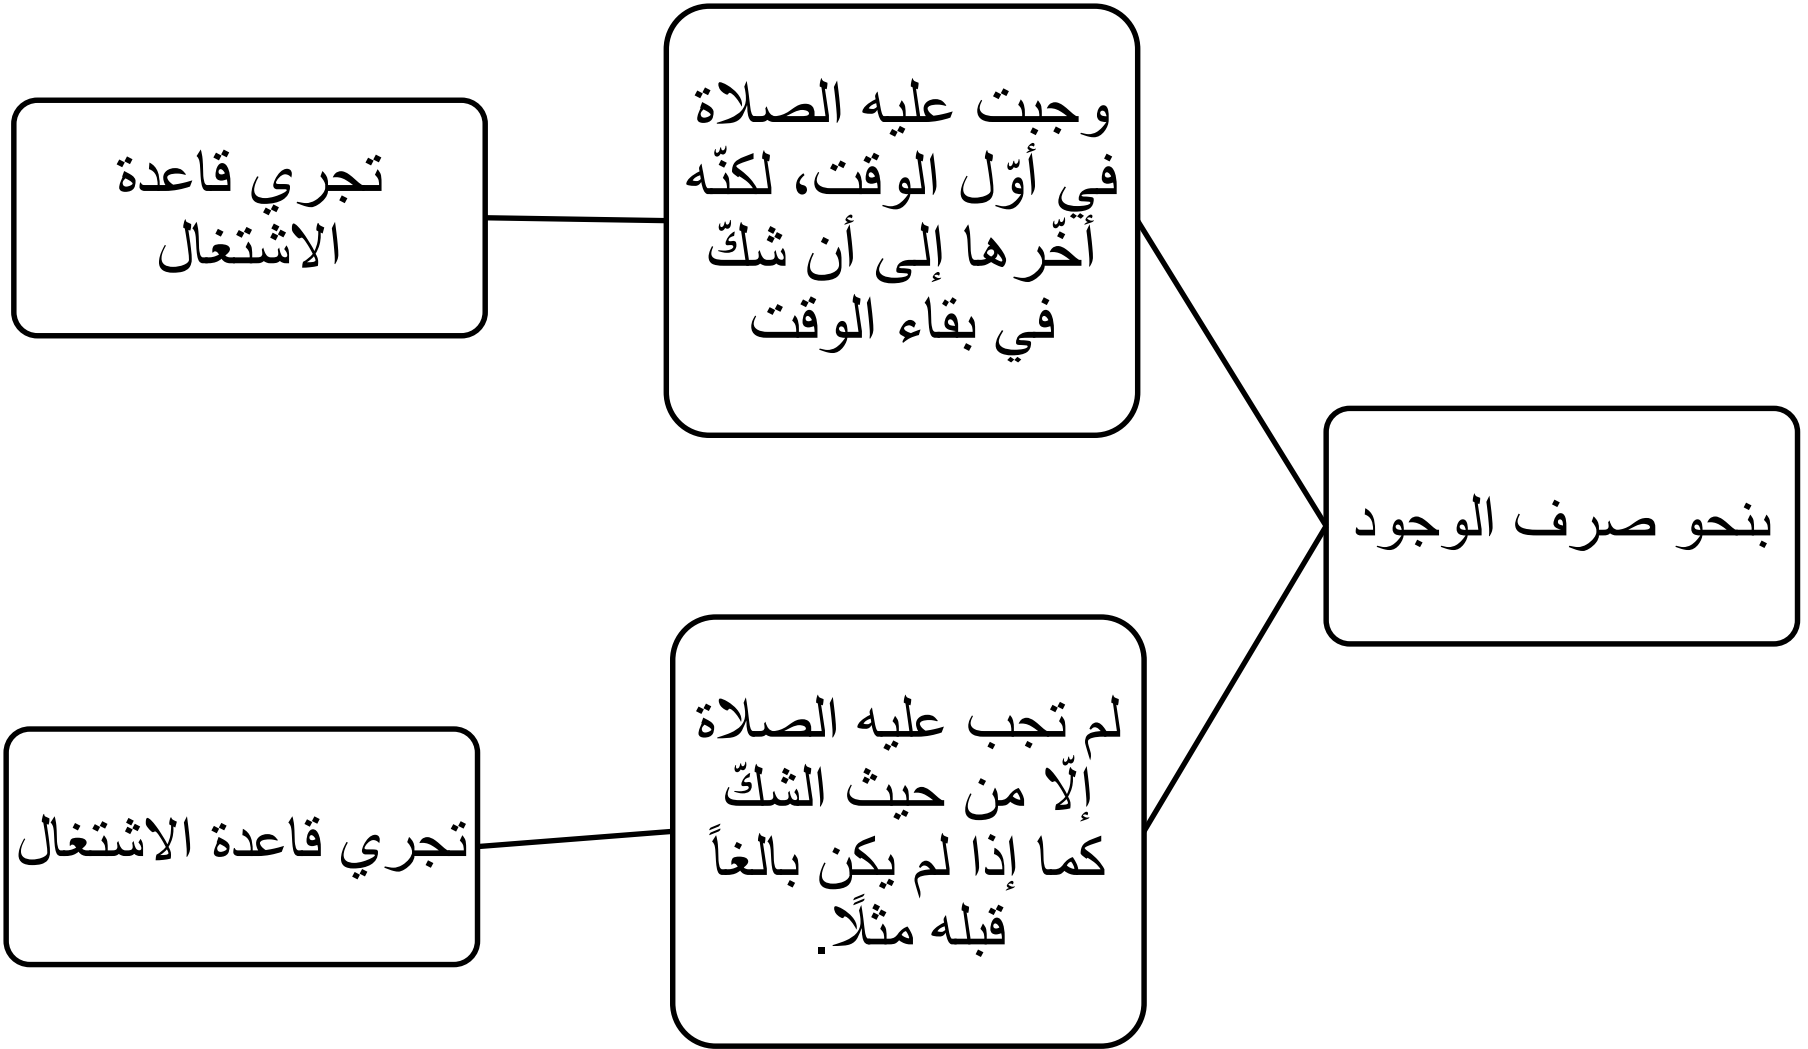 بنحو صرف الوجود
وجبت عليه الصلاة
في أوّل الوقت، لكنّه
أخّرها إلى أن شكّ
في بقاء الوقت
تجري قاعدة
الاشتغال
لم تجب عليه الصلاة
إلّا من حيث الشكّ
كما إذا لم يكن بالغاً
قبله مثلًا.
تجري قاعدة الاشتغال